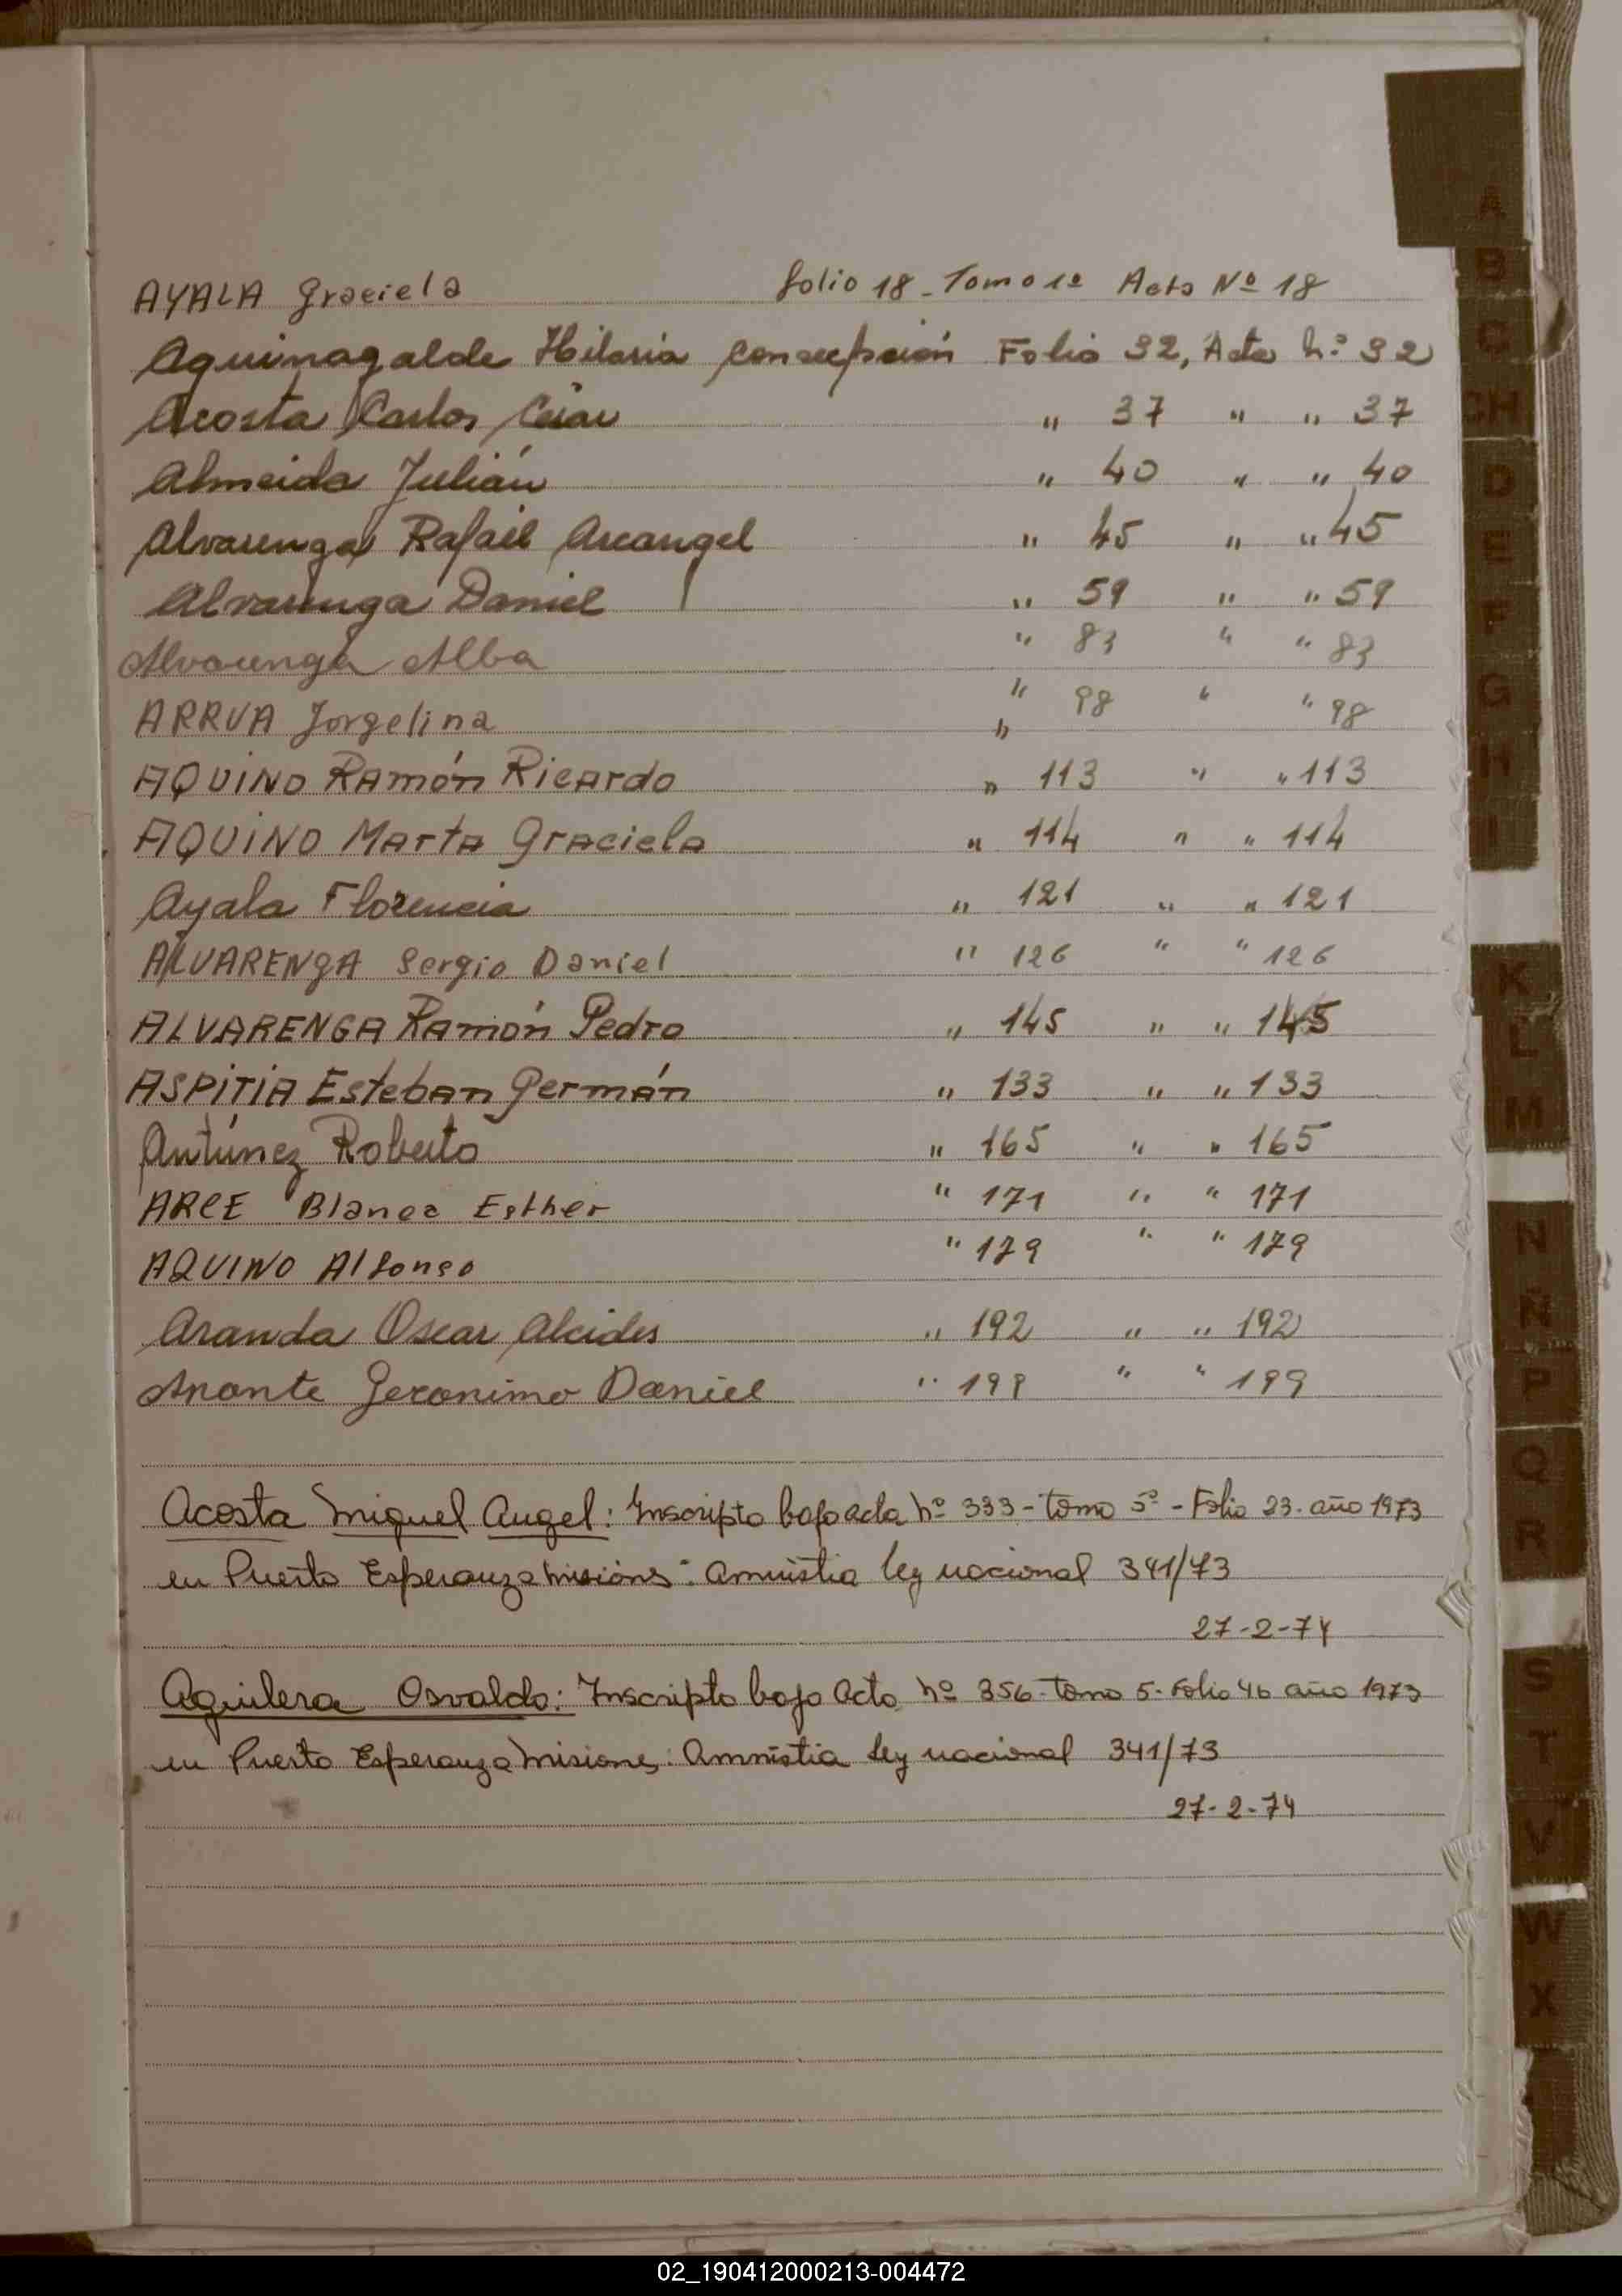 AYALA Graciela folio 18 - Tomo 1º Acta Nº 18
Aguinagalde Hilaria Concepción Folio 32, Acta N.º 32
Acosta Carlos César " 37 " " 37
Almeida Julián " 40 " " 40
Alvarenga Rafael Arcangel " 45 " " 45
Alvarenga Daniel " 59 " " 59
Alvarenga Alba " 83 " " 83
ARRUA Jorgelina " 98 " " 98
AQUINO Ramón Ricardo " 113 " " 113
AQUINO Marta Graciela " 114 " " 114
Ayala Florencia " 121 " " 121
ALVARENGA Sergio Daniel " 126 " " 126
ALVARENGA Ramón Pedro " 145 " " 145
ASPITIA Esteban Germán " 133 " " 133
Antúnez Roberto " 165 " " 165
ARCE Blanca Esther " 171 " " 171
AQUINO Alfonso " 179 " " 179
Aranda Oscar Alcides " 192 " " 192
Geronimo Daniel " 199 " " 199
Acosta Miguel Angel: Inscripto bajo acta Nº 333 - tomo 5º - Folio 23. año 1973
en Puerto Esperanza Misiones: Amnistia ley nacional 341/73
27-2-74
Aguilera Osvaldo: Inscripto bajo Acta Nº 356 - tomo 5 - Folio 46 año 1973
en Puerto Esperanza Misiones: Amnistia ley nacional 341/73
27-2-74
A
B
C
CH
D
E
F
G
H
I
K
L
M
N
Ñ
P
Q
R
S
T
V
W
X
02_190412000213-004472